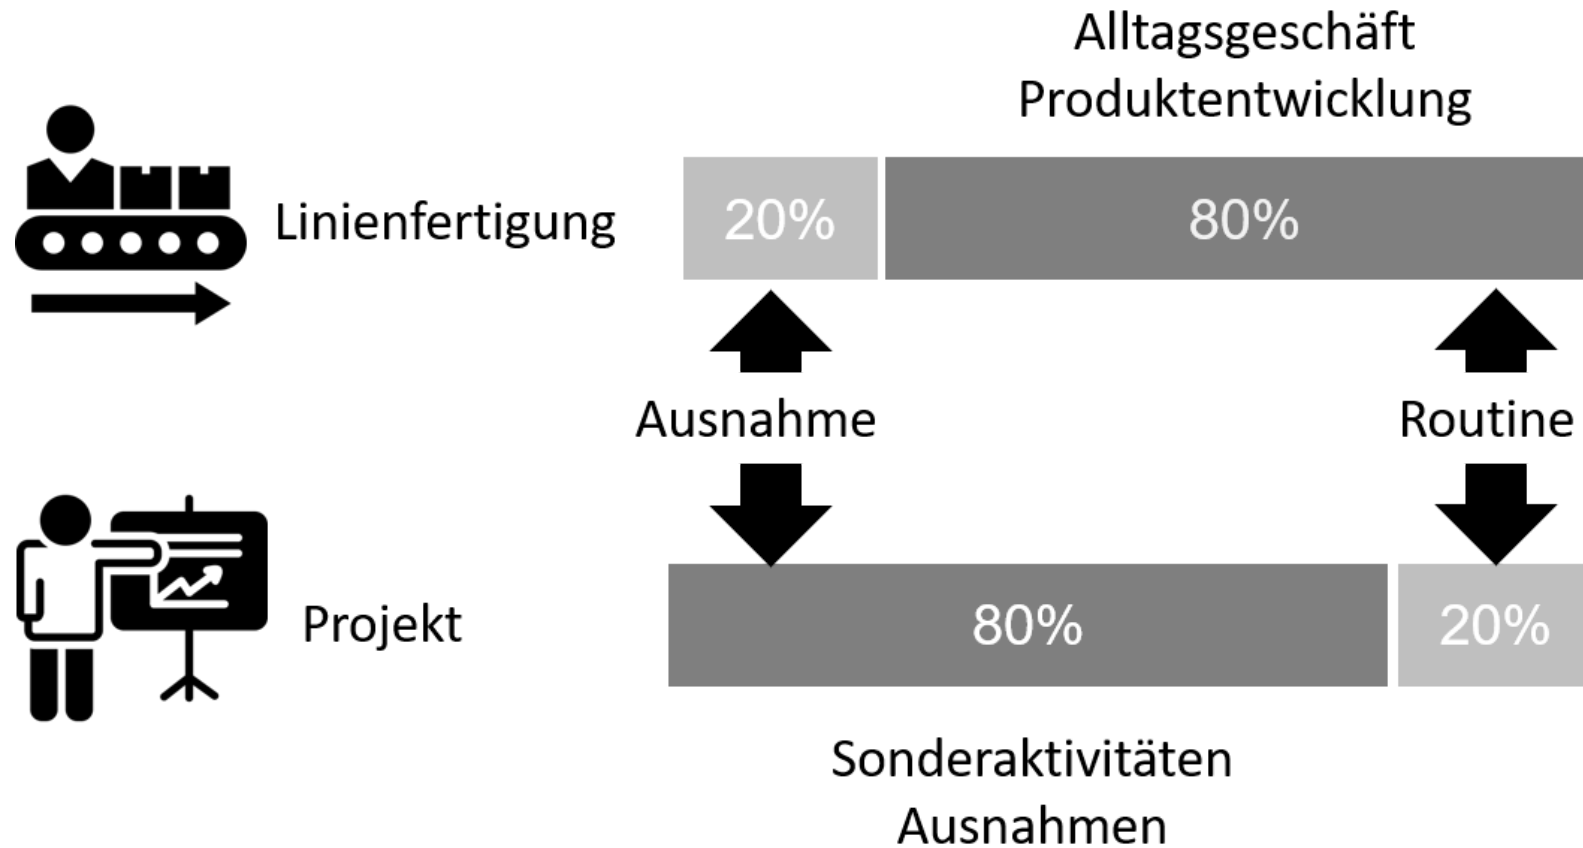 Alltagsgeschäft
Produktentwicklung
Linienfertigung
20%
80%
Ausnahme
Routine
Projekt
80%
20%
Sonderaktivitäten
Ausnahmen